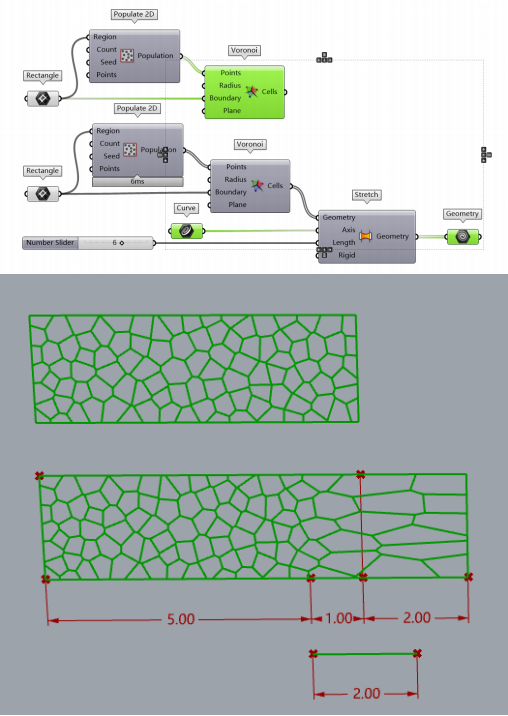 Populate 2D
Region
Count
Seed
Points
Population
Rectangle
Voronoi
Points
Radius
Boundary
Plane
Cells
Populate 2D
Region
Count
Seed
Points
Population
6ms
Rectangle
Voronoi
Points
Radius
Boundary
Plane
Cells
Curve
Number Slider
6
Stretch
Geometry
Axis
Length
Rigid
Geometry
Geometry
5.00
1.00
2.00
2.00